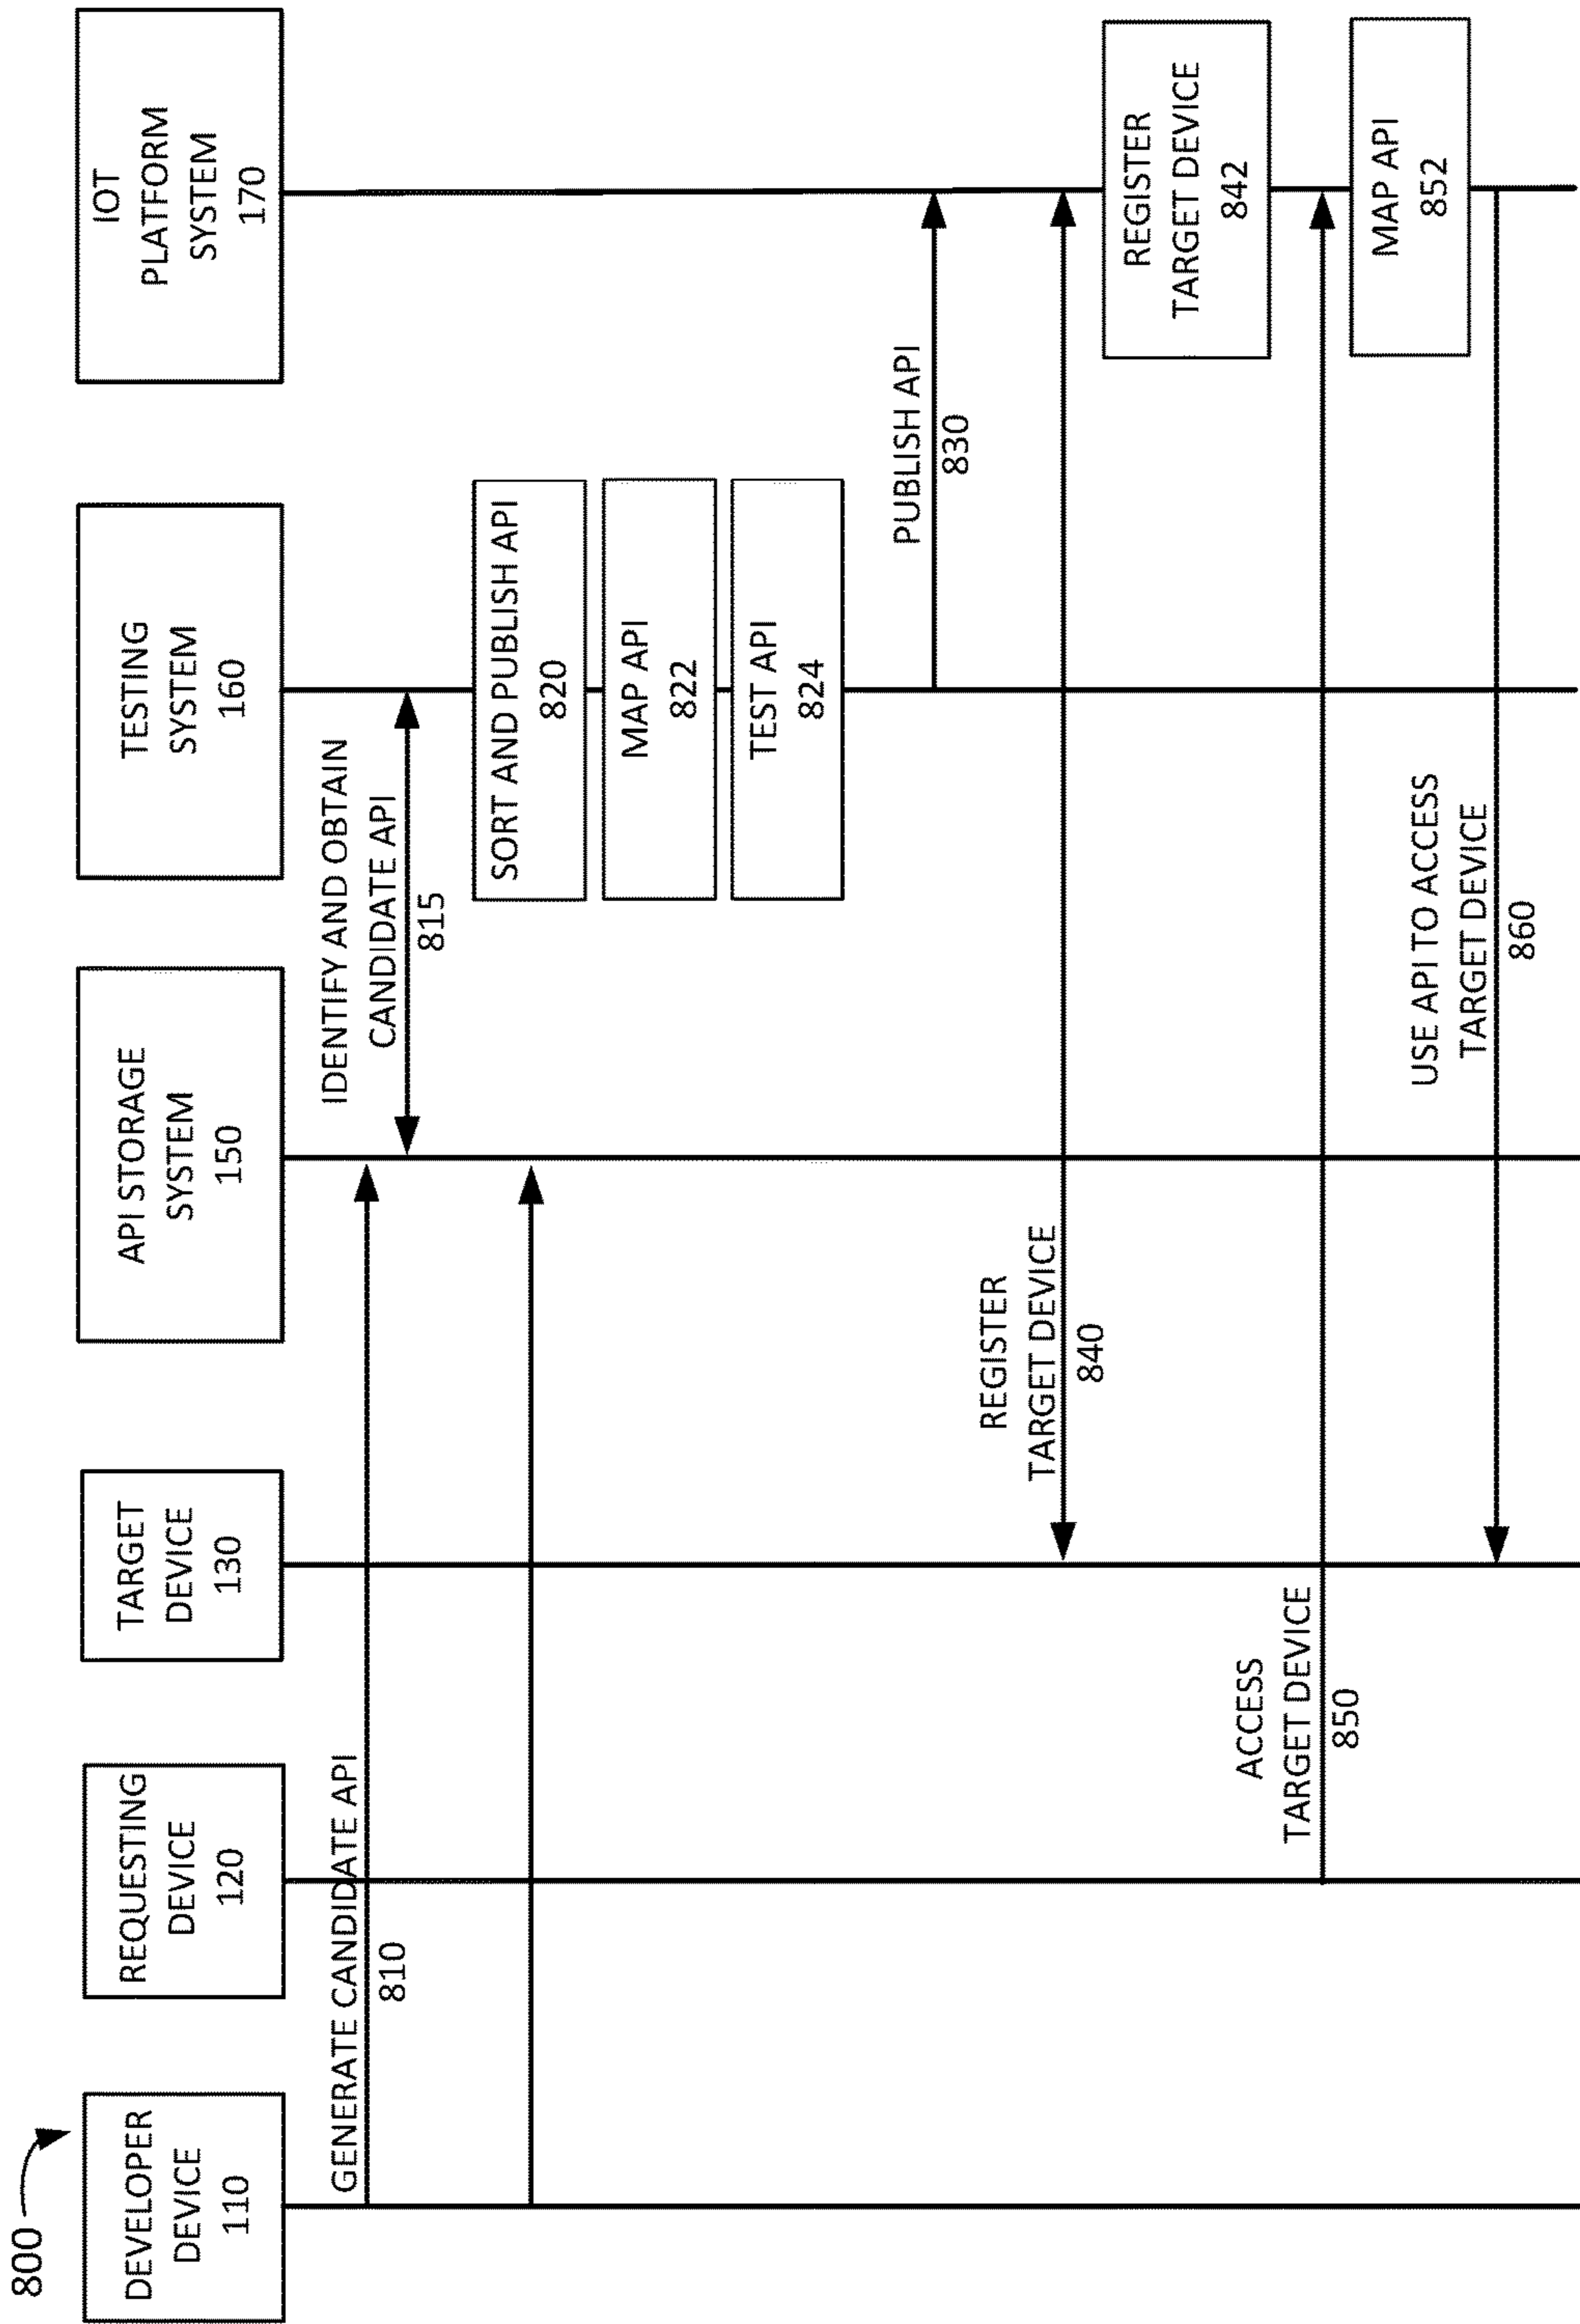 800
DEVELOPER
DEVICE
110
REQUESTING
DEVICE
120
TARGET
DEVICE
130
API STORAGE
SYSTEM
150
TESTING
SYSTEM
160
IOT
PLATFORM
SYSTEM
170
GENERATE CANDIDATE API
810
IDENTIFY AND OBTAIN
CANDIDATE API
815
SORT AND PUBLISH API
820
MAP API
822
TEST API
824
PUBLISH API
830
REGISTER
TARGET DEVICE
840
REGISTER
TARGET DEVICE
842
ACCESS
TARGET DEVICE
850
MAP API
852
USE API TO ACCESS
TARGET DEVICE
860